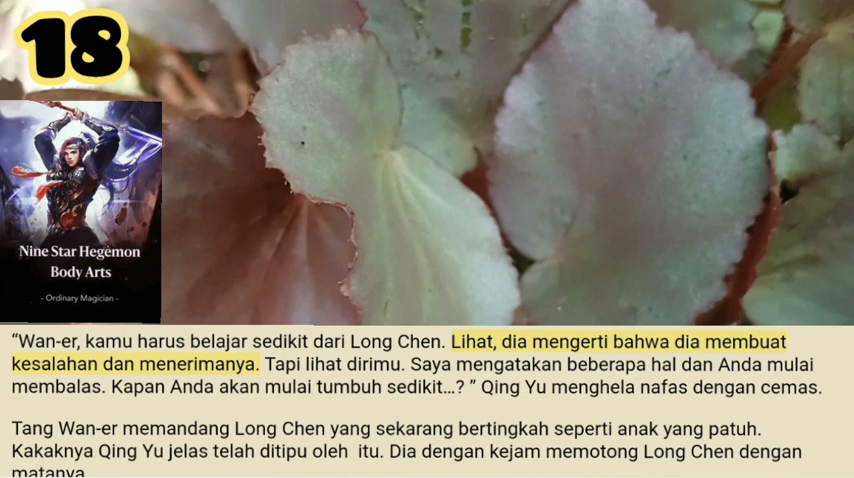 18
Nine Star Hegemon
Body Arts
- Ordinary Magician -
“Wan-er, kamu harus belajar sedikit dari Long Chen. Lihat, dia mengerti bahwa dia membuat
kesalahan dan menerimanya. Tapi lihat dirimu. Saya mengatakan beberapa hal dan Anda mulai
membalas. Kapan Anda akan mulai tumbuh sedikit...? ” Qing Yu menghela nafas dengan cemas.
Tang Wan-er memandang Long Chen yang sekarang bertingkah seperti anak yang patuh.
Kakaknya Qing Yu jelas telah ditipu oleh itu. Dia dengan kejam memotong Long Chen dengan
matanya